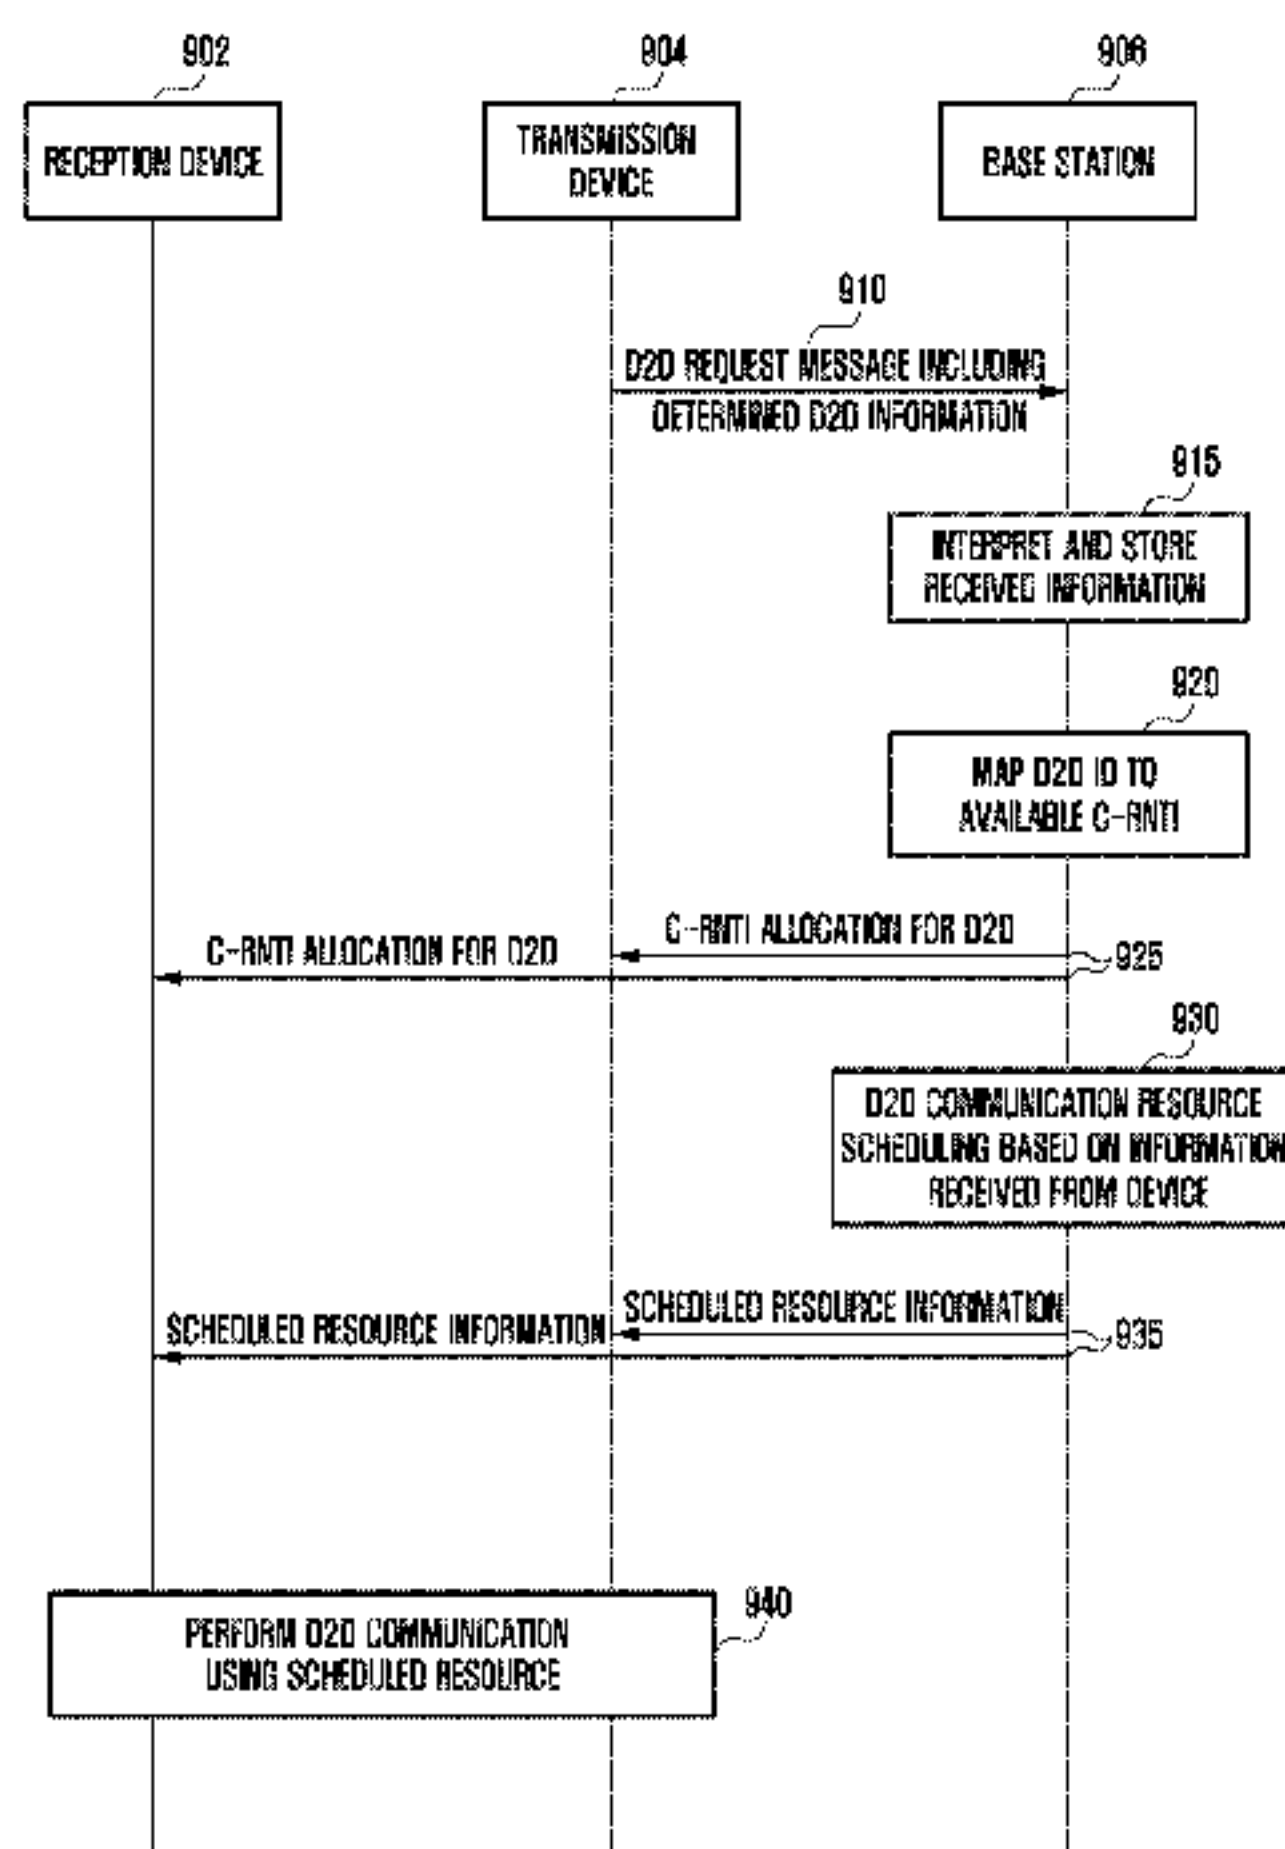 902
904
906
RECEPTION DEVICE
TRANSMISSION
DEVICE
BASE STATION
910
D2D REQUEST MESSAGE INCLUDING
DETERMINED D2D INFORMATION
915
INTERPRET AND STORE
RECEIVED INFORMATION
920
MAP D2D ID TO
AVAILABLE C-RNTI
C-RNTI ALLOCATION FOR D2D
C-RNTI ALLOCATION FOR D2D
925
930
D2D COMMUNICATION RESOURCE
SCHEDULING BASED ON INFORMATION
RECEIVED FROM DEVICE
SCHEDULED RESOURCE INFORMATION
SCHEDULED RESOURCE INFORMATION
935
940
PERFORM D2D COMMUNICATION
USING SCHEDULED RESOURCE